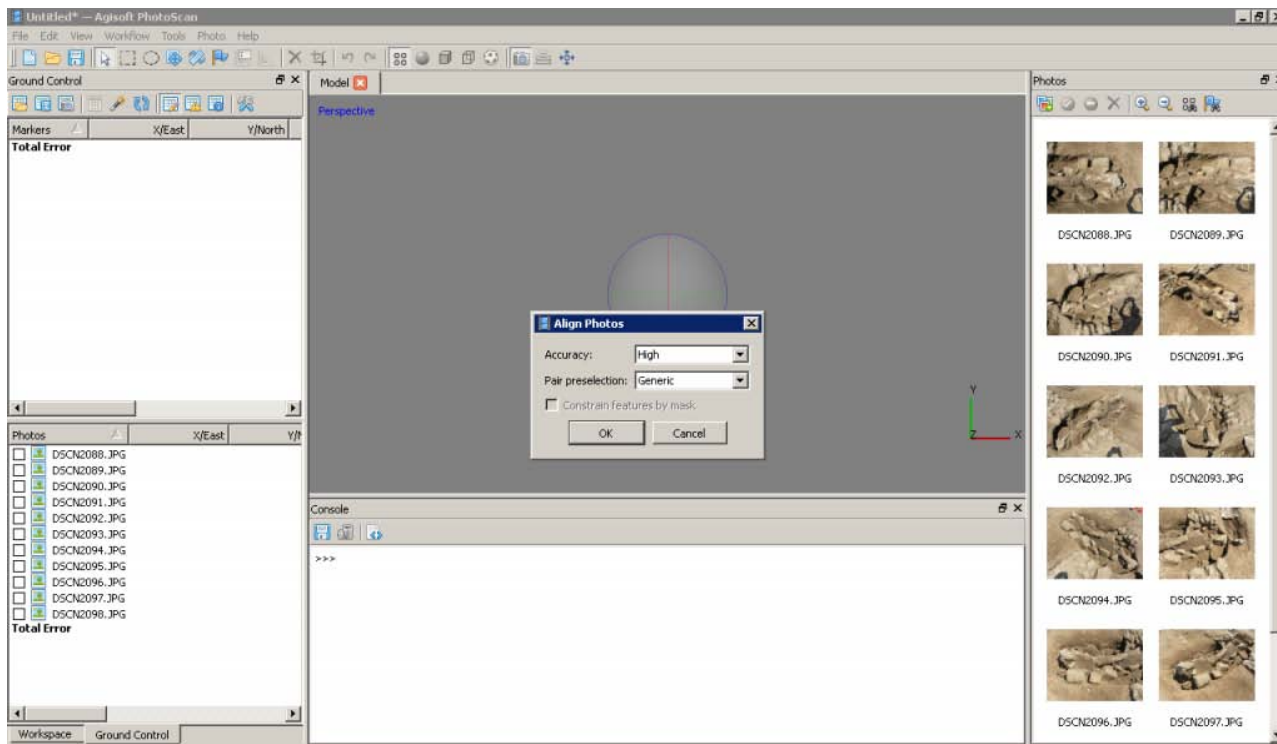 Untitled* — Agisoft PhotoScan
File Edit View Workflow Tools Photo Help
Ground Control
Markers X/East Y/North
Total Error
Photos X/East Y/N
DSCN2088.JPG
DSCN2089.JPG
DSCN2090.JPG
DSCN2091.JPG
DSCN2092.JPG
DSCN2093.JPG
DSCN2094.JPG
DSCN2095.JPG
DSCN2096.JPG
DSCN2097.JPG
DSCN2098.JPG
Total Error
Workspace Ground Control
Model
Perspective
Align Photos
Accuracy: High
Pair preselection: Generic
Constrain features by mask
OK Cancel
Y
Z X
Console
>>>
Photos
DSCN2088.JPG DSCN2089.JPG
DSCN2090.JPG DSCN2091.JPG
DSCN2092.JPG DSCN2093.JPG
DSCN2094.JPG DSCN2095.JPG
DSCN2096.JPG DSCN2097.JPG